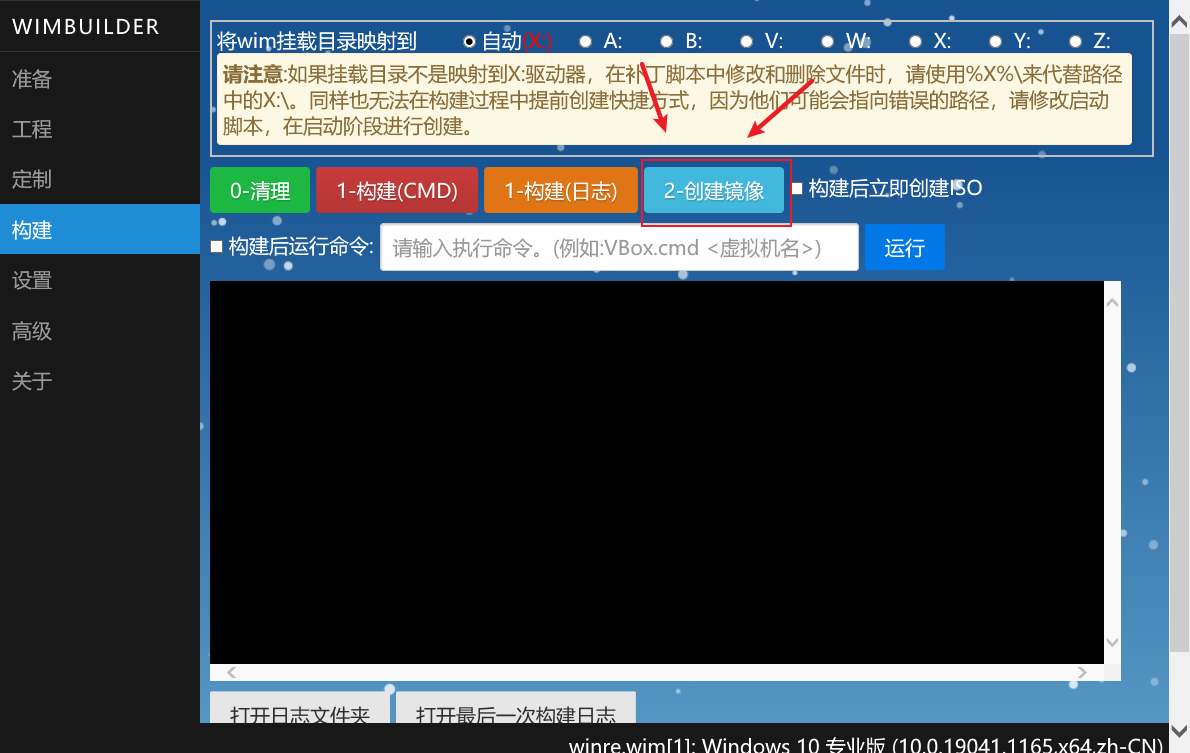 WIMBUILDER
准备
工程
定制
构建
设置
高级
关于
将wim挂载目录映射到 自动(X:) A: B: V: W: X: Y: Z:
请注意:如果挂载目录不是映射到X:驱动器，在补丁脚本中修改和删除文件时，请使用%X%\来代替路径
中的X:\。同样也无法在构建过程中提前创建快捷方式，因为他们可能会指向错误的路径，请修改启动
脚本，在启动阶段进行创建。
0-清理 1-构建(CMD) 1-构建(日志) 2-创建镜像 构建后立即创建ISO
构建后运行命令: 请输入执行命令。(例如:VBox.cmd <虚拟机名>) 运行
打开日志文件夹 打开最后一次构建日志
winre.wim[1]: Windows 10 专业版 (10.0.19041.1165,x64,zh-CN)